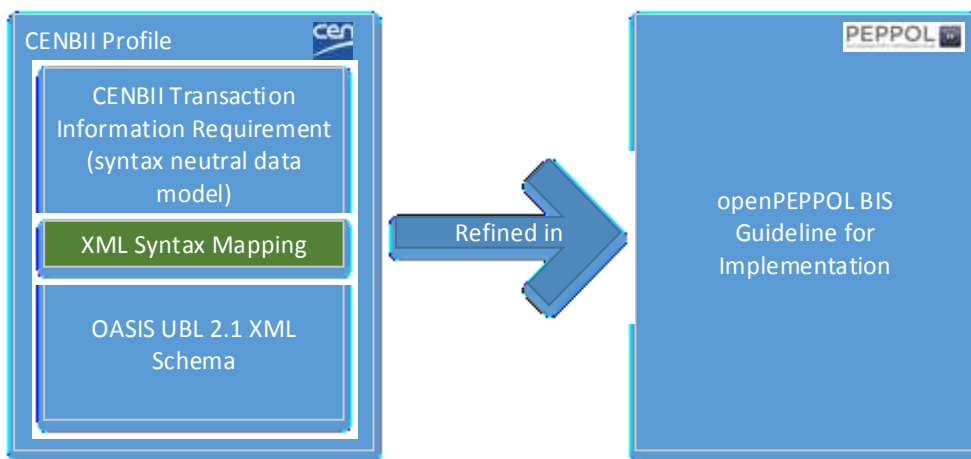 CENBII Profile
cen
CENBII Transaction
Information Requirement
(syntax neutral data
model)
XML Syntax Mapping
OASIS UBL 2.1 XML
Schema
Refined in
PEPPOL
openPEPPOL BIS
Guideline for
Implementation